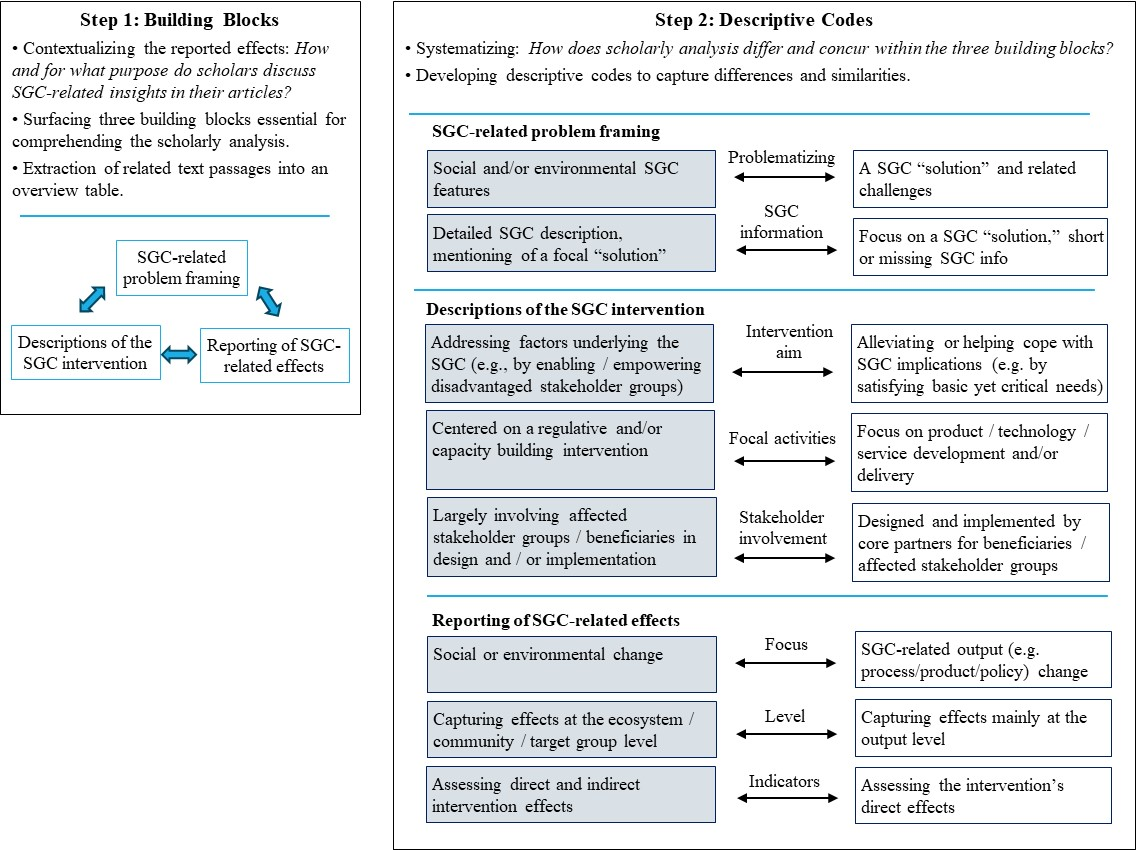 Step 1: Building Blocks
• Contextualizing the reported effects: How
and for what purpose do scholars discuss
SGC-related insights in their articles?
• Surfacing three building blocks essential for
comprehending the scholarly analysis.
• Extraction of related text passages into an
overview table.
SGC-related
problem framing
Descriptions of the
SGC intervention
Reporting of SGC-
related effects
Step 2: Descriptive Codes
• Systematizing: How does scholarly analysis differ and concur within the three building blocks?
• Developing descriptive codes to capture differences and similarities.
SGC-related problem framing
Social and/or environmental SGC
features
Problematizing
A SGC “solution” and related
challenges
Detailed SGC description,
mentioning of a focal “solution”
SGC
information
Focus on a SGC “solution,” short
or missing SGC info
Descriptions of the SGC intervention
Addressing factors underlying the
SGC (e.g., by enabling / empowering
disadvantaged stakeholder groups)
Intervention
aim
Alleviating or helping cope with
SGC implications (e.g. by
satisfying basic yet critical needs)
Centered on a regulative and/or
capacity building intervention
Focal activities
Focus on product / technology /
service development and/or
delivery
Largely involving affected
stakeholder groups / beneficiaries in
design and / or implementation
Stakeholder
involvement
Designed and implemented by
core partners for beneficiaries /
affected stakeholder groups
Reporting of SGC-related effects
Social or environmental change
Focus
SGC-related output (e.g.
process/product/policy) change
Capturing effects at the ecosystem /
community / target group level
Level
Capturing effects mainly at the
output level
Assessing direct and indirect
intervention effects
Indicators
Assessing the intervention’s
direct effects